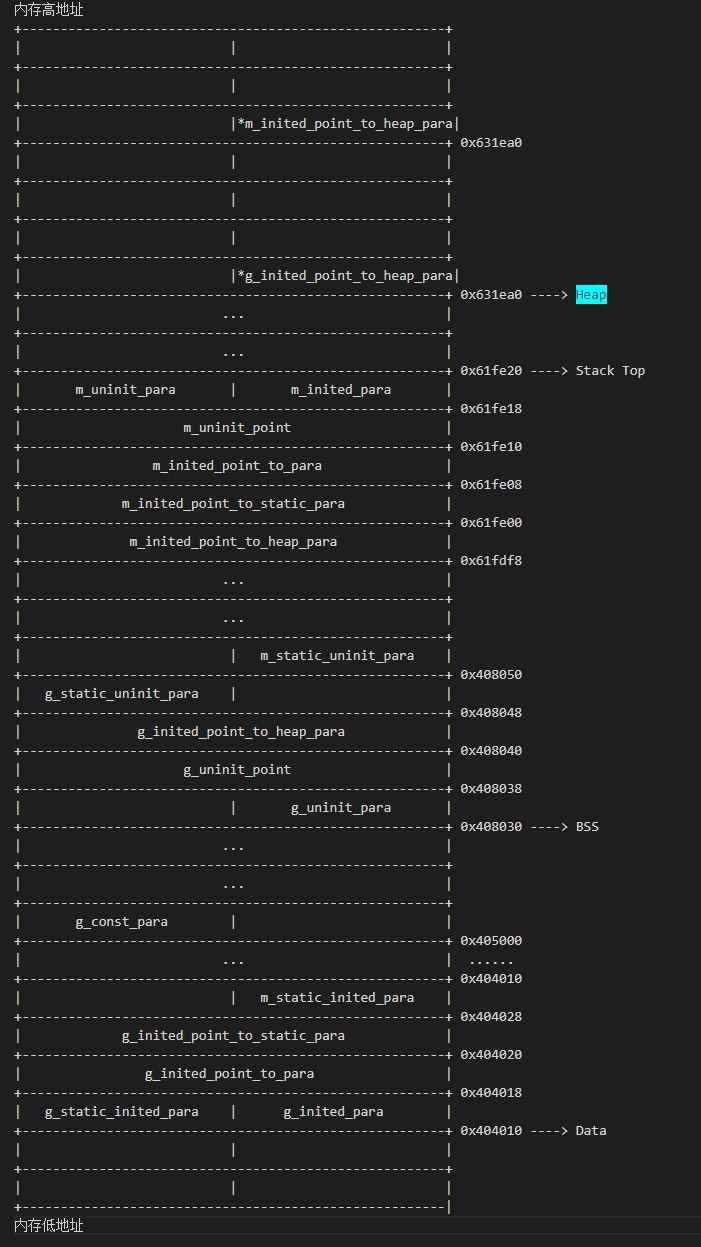 内存高地址
+-------------------------------------------------------+
|                           |                           |
+-------------------------------------------------------+
|                           |                           |
+-------------------------------------------------------+
|                           |*m_inited_point_to_heap_para|
+-------------------------------------------------------+ 0x631ea0
|                           |                           |
+-------------------------------------------------------+
|                           |                           |
+-------------------------------------------------------+
|                           |                           |
+-------------------------------------------------------+
|                           |*g_inited_point_to_heap_para|
+-------------------------------------------------------+ 0x631ea0 ----> Heap
|                          ...                          |
+-------------------------------------------------------+
|                          ...                          |
+-------------------------------------------------------+ 0x61fe20 ----> Stack Top
|       m_uninit_para       |       m_inited_para       |
+-------------------------------------------------------+ 0x61fe18
|                     m_uninit_point                    |
+-------------------------------------------------------+ 0x61fe10
|                 m_inited_point_to_para                |
+-------------------------------------------------------+ 0x61fe08
|             m_inited_point_to_static_para             |
+-------------------------------------------------------+ 0x61fe00
|              m_inited_point_to_heap_para              |
+-------------------------------------------------------+ 0x61fdf8
|                          ...                          |
+-------------------------------------------------------+
|                          ...                          |
+-------------------------------------------------------+
|                           |   m_static_uninit_para    |
+-------------------------------------------------------+ 0x408050
|   g_static_uninit_para    |                           |
+-------------------------------------------------------+ 0x408048
|               g_inited_point_to_heap_para             |
+-------------------------------------------------------+ 0x408040
|                     g_uninit_point                    |
+-------------------------------------------------------+ 0x408038
|                           |       g_uninit_para       |
+-------------------------------------------------------+ 0x408030 ----> BSS
|                          ...                          |
+-------------------------------------------------------+
|                          ...                          |
+-------------------------------------------------------+
|       g_const_para        |                           |
+-------------------------------------------------------+ 0x405000
|                          ...                          |  ......
+-------------------------------------------------------+ 0x404010
|                           |   m_static_inited_para    |
+-------------------------------------------------------+ 0x404028
|             g_inited_point_to_static_para             |
+-------------------------------------------------------+ 0x404020
|                g_inited_point_to_para                 |
+-------------------------------------------------------+ 0x404018
|   g_static_inited_para    |      g_inited_para        |
+-------------------------------------------------------+ 0x404010 ----> Data
|                           |                           |
+-------------------------------------------------------+
|                           |                           |
+-------------------------------------------------------|
内存低地址